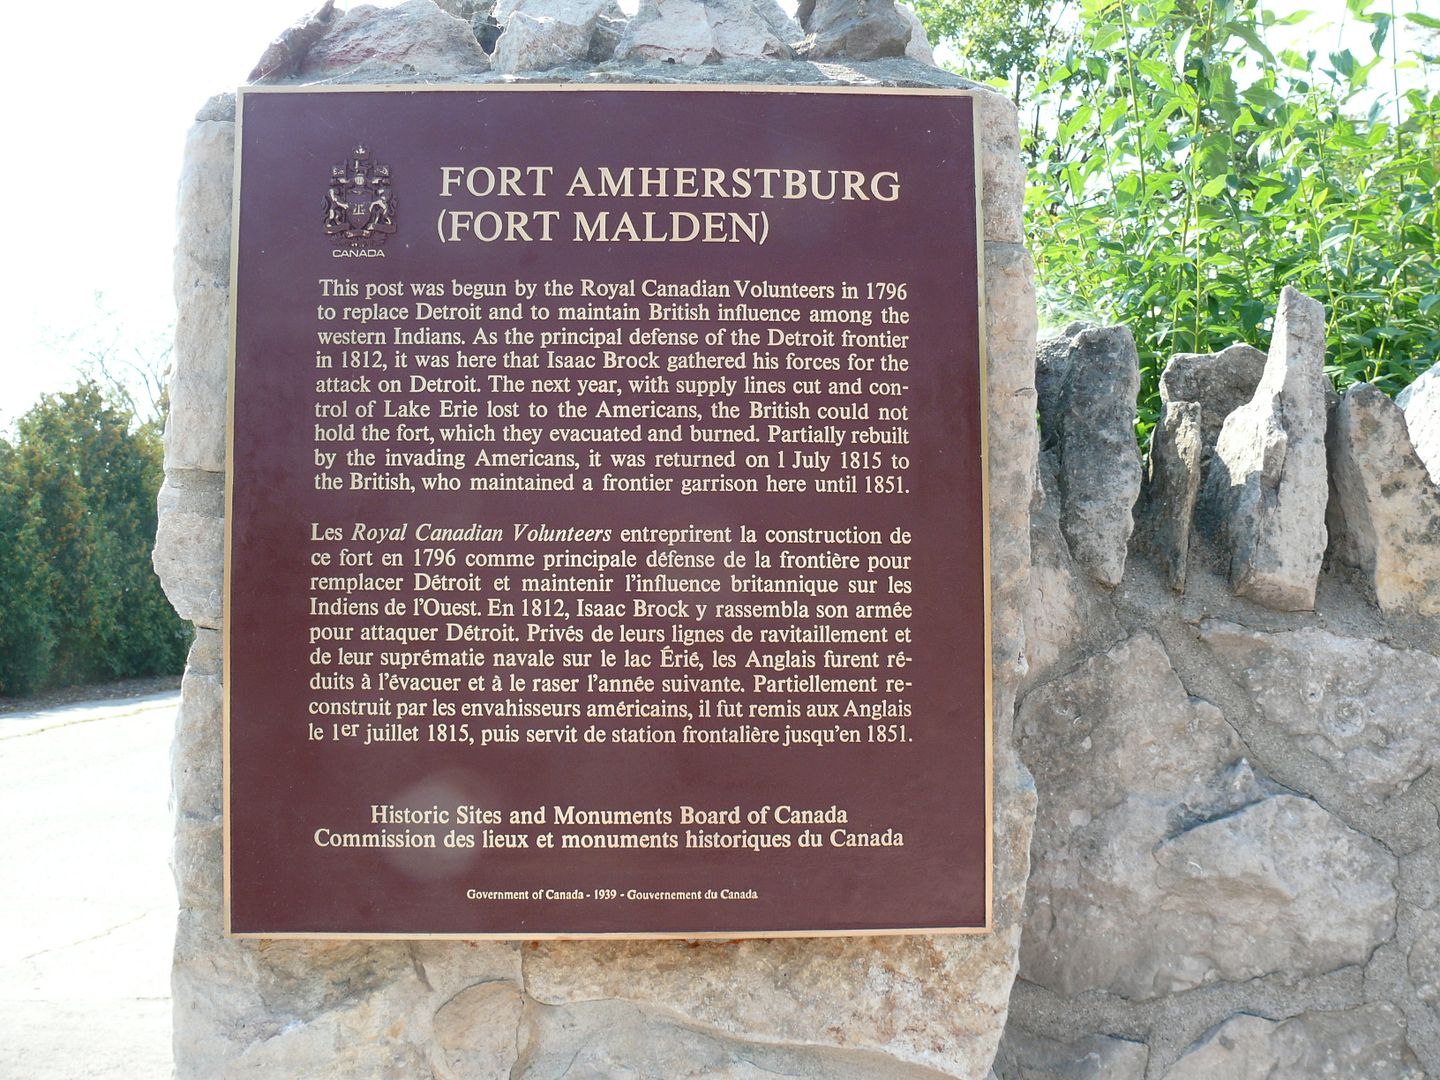 CANADA
FORT AMHERSTBURG
(FORT MALDEN)
This post was begun by the Royal Canadian Volunteers in 1796
to replace Detroit and to maintain British influence among the
western Indians. As the principal defense of the Detroit frontier
in 1812, it was here that Isaac Brock gathered his forces for the
attack on Detroit. The next year, with supply lines cut and con-
trol of Lake Erie lost to the Americans, the British could not
hold the fort, which they evacuated and burned. Partially rebuilt
by the invading Americans, it was returned on 1 July 1815 to
the British, who maintained a frontier garrison here until 1851.
Les Royal Canadian Volunteers entreprirent la construction de
ce fort en 1796 comme principale défense de la frontière pour
remplacer Détroit et maintenir l'influence britannique sur les
Indiens de l'Ouest. En 1812, Isaac Brock y rassembla son armée
pour attaquer Détroit. Privés de leurs lignes de ravitaillement et
de leur suprématie navale sur le lac Érié, les Anglais furent ré-
duits à l'évacuer et à le raser l'année suivante. Partiellement re-
construit par les envahisseurs américains, il fut remis aux Anglais
le 1er juillet 1815, puis servit de station frontalière jusqu'en 1851.
Historic Sites and Monuments Board of Canada
Commission des lieux et monuments historiques du Canada
Government of Canada - 1939 - Gouvernement du Canada